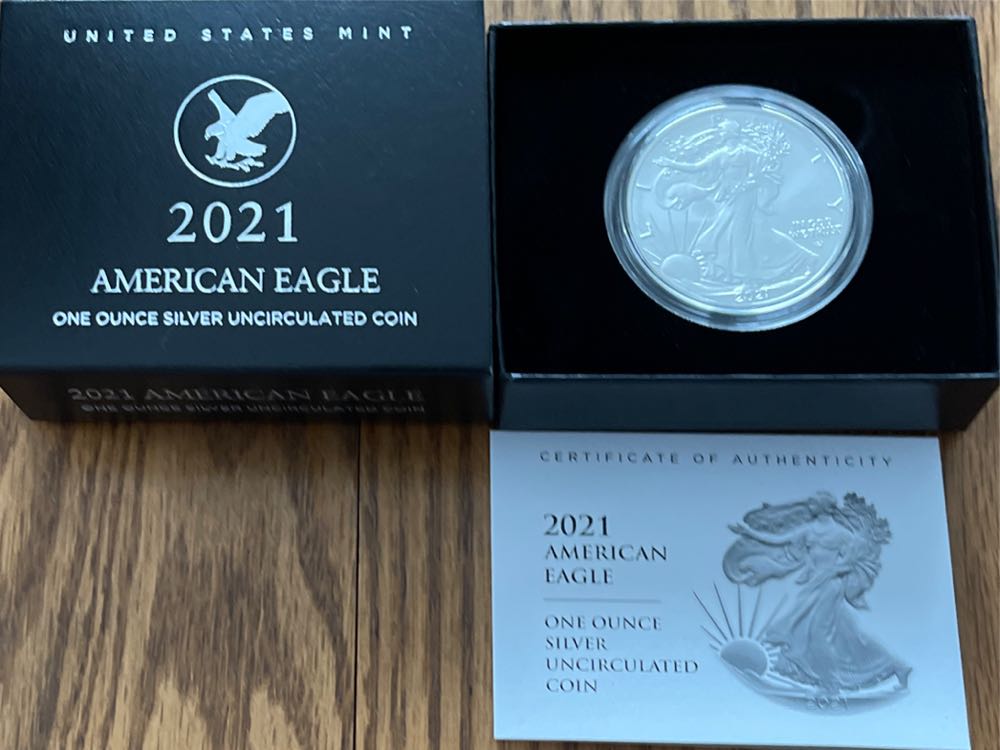 UNITED STATES MINT
2021
AMERICAN EAGLE
ONE OUNCE SILVER UNCIRCULATED COIN
2021 AMERICAN EAGLE
ONE OUNCE SILVER UNCIRCULATED COIN
LIBERTY
IN GOD
WE TRUST
2021
CERTIFICATE OF AUTHENTICITY
2021
AMERICAN
EAGLE
ONE OUNCE
SILVER
UNCIRCULATED
COIN
2021